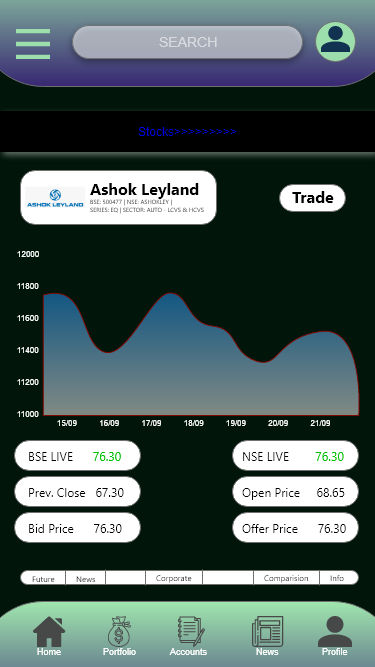 SEARCH
Stocks>>>>>>>>>
ASHOK LEYLAND
Ashok Leyland
BSE: 500477 | NSE: ASHOKLEY |
SERIES: EQ | SECTOR: AUTO - LCVS & HCVS
Trade
12000
11800
11600
11400
11200
11000
15/09 16/09 17/09 18/09 19/09 20/09 21/09
BSE LIVE 76.30
NSE LIVE 76.30
Prev. Close 67.30
Open Price 68.65
Bid Price 76.30
Offer Price 76.30
Future News Corporate Comparision Info
Home Portfolio Accounts News Profile